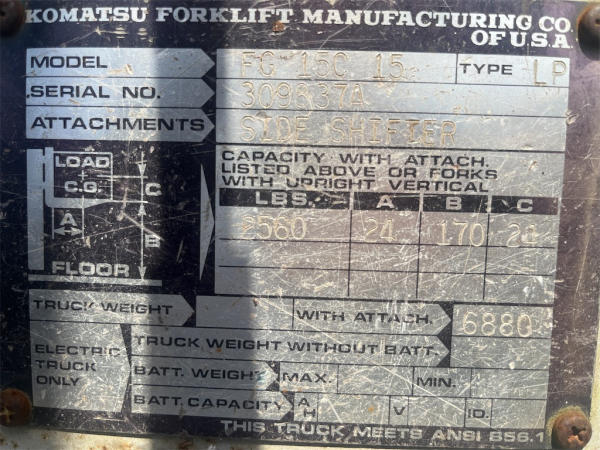 KOMATSU FORKLIFT MANUFACTURING CO.
OF U.S.A.
MODEL FG 15C 15 TYPE LP
SERIAL NO. 309837A
ATTACHMENTS SIDE SHIFTER
CAPACITY WITH ATTACH.
LISTED ABOVE OR FORKS
WITH UPRIGHT VERTICAL
LOAD
C.G. C
A
B
FLOOR
LBS. A B C
2560 24 170 24
TRUCK WEIGHT WITH ATTACH. 6880
ELECTRIC
TRUCK
ONLY
TRUCK WEIGHT WITHOUT BATT.
BATT. WEIGHT MAX. MIN.
BATT. CAPACITY A H V ID.
THIS TRUCK MEETS ANSI B56.1